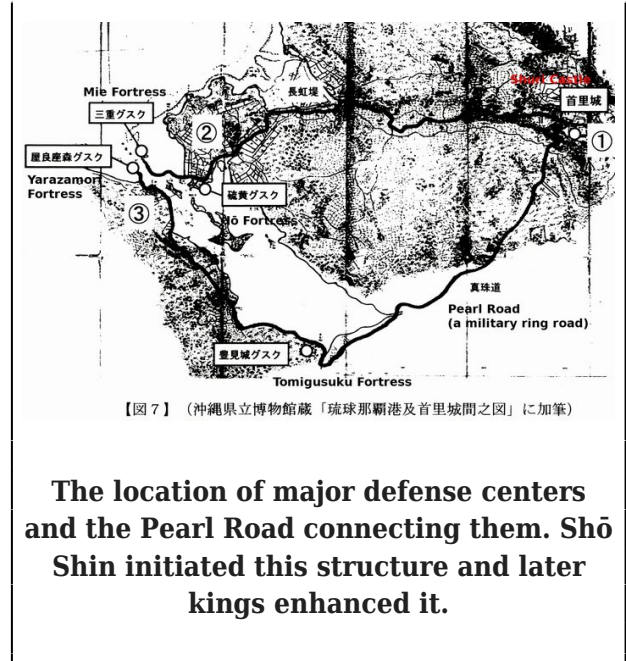 Shuri Castle
Mie Fortress
長虹堤
首里城
三重グスク
①
②
屋良座森グスク
硫黄グスク
Yarazamori
Fortress
Iō Fortress
③
真珠道
Pearl Road
(a military ring road)
豊見城グスク
Tomigusuku Fortress
【図７】（沖縄県立博物館蔵「琉球那覇港及首里城間之図」に加筆）
The location of major defense centers
and the Pearl Road connecting them. Shō
Shin initiated this structure and later
kings enhanced it.